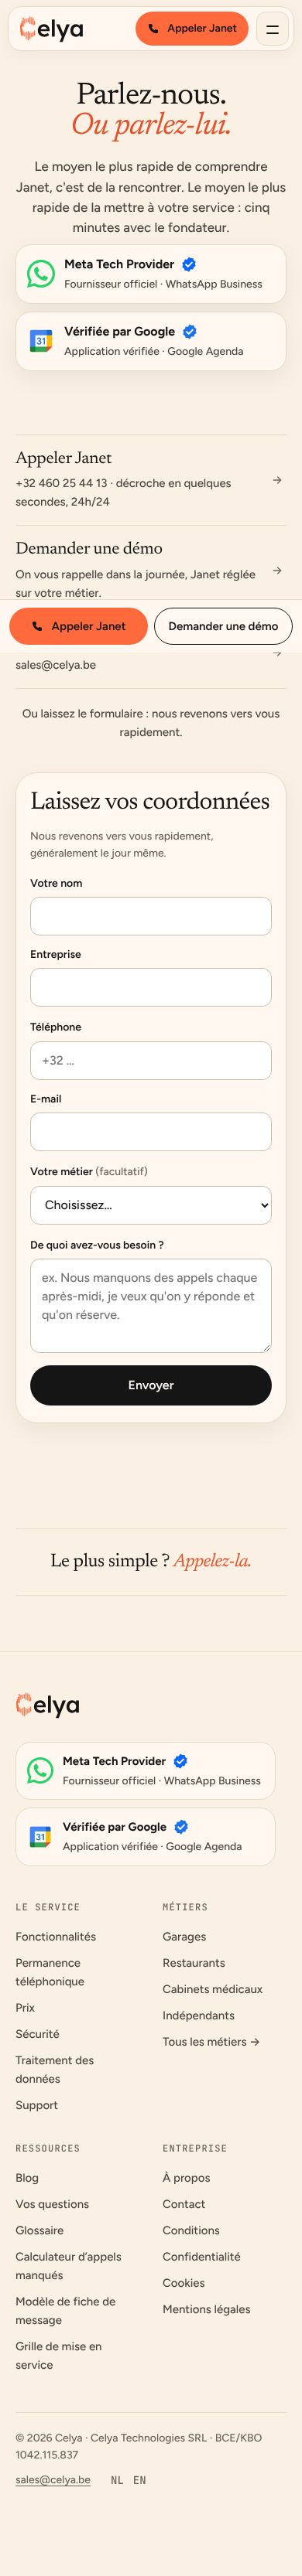 Celya
Appeler Janet
Parlez-nous.
Ou parlez-lui.
Le moyen le plus rapide de comprendre
Janet, c'est de la rencontrer. Le moyen le plus
rapide de la mettre à votre service : cinq
minutes avec le fondateur.
Meta Tech Provider
Fournisseur officiel · WhatsApp Business
31
Vérifiée par Google
Application vérifiée · Google Agenda
Appeler Janet
+32 460 25 44 13 · décroche en quelques
secondes, 24h/24
→
Demander une démo
On vous rappelle dans la journée, Janet réglée
sur votre métier.
→
Appeler Janet
Demander une démo
sales@celya.be
Ou laissez le formulaire : nous revenons vers vous
rapidement.
Laissez vos coordonnées
Nous revenons vers vous rapidement,
généralement le jour même.
Votre nom
Entreprise
Téléphone
+32 …
E-mail
Votre métier (facultatif)
Choisissez…
De quoi avez-vous besoin ?
ex. Nous manquons des appels chaque
après-midi, je veux qu'on y réponde et
qu'on réserve.
Envoyer
Le plus simple ? Appelez-la.
Celya
Meta Tech Provider
Fournisseur officiel · WhatsApp Business
31
Vérifiée par Google
Application vérifiée · Google Agenda
LE SERVICE
Fonctionnalités
Permanence
téléphonique
Prix
Sécurité
Traitement des
données
Support
MÉTIERS
Garages
Restaurants
Cabinets médicaux
Indépendants
Tous les métiers →
RESSOURCES
Blog
Vos questions
Glossaire
Calculateur d’appels
manqués
Modèle de fiche de
message
Grille de mise en
service
ENTREPRISE
À propos
Contact
Conditions
Confidentialité
Cookies
Mentions légales
© 2026 Celya · Celya Technologies SRL · BCE/KBO
1042.115.837
sales@celya.be NL EN